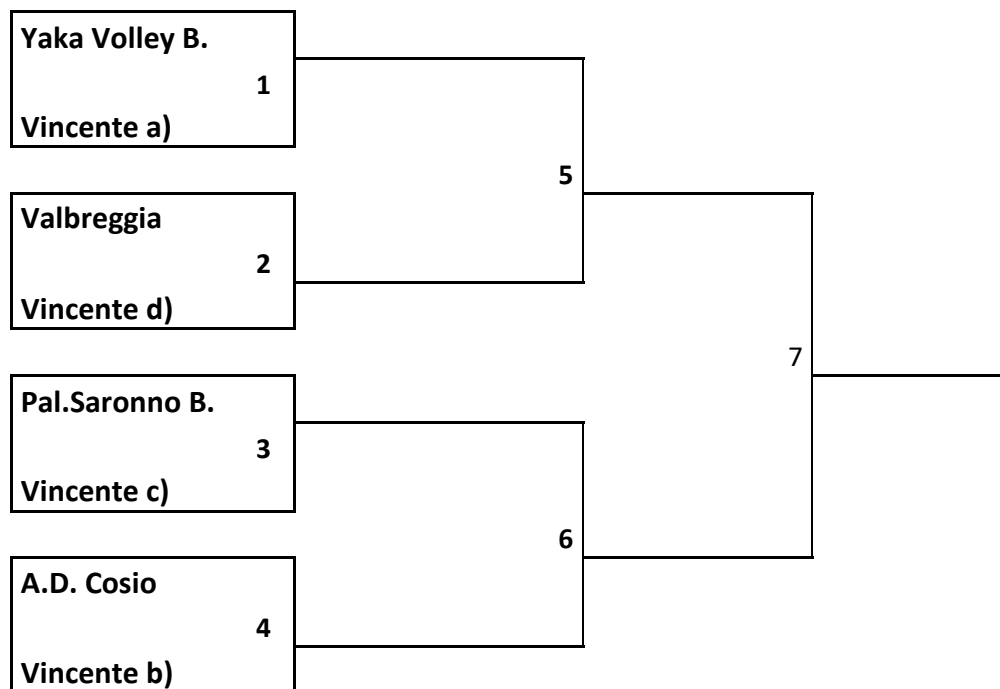 Yaka Volley B.
1
Vincente a)
5
Valbreggia
2
Vincente d)
7
Pal.Saronno B.
3
Vincente c)
6
A.D. Cosio
4
Vincente b)